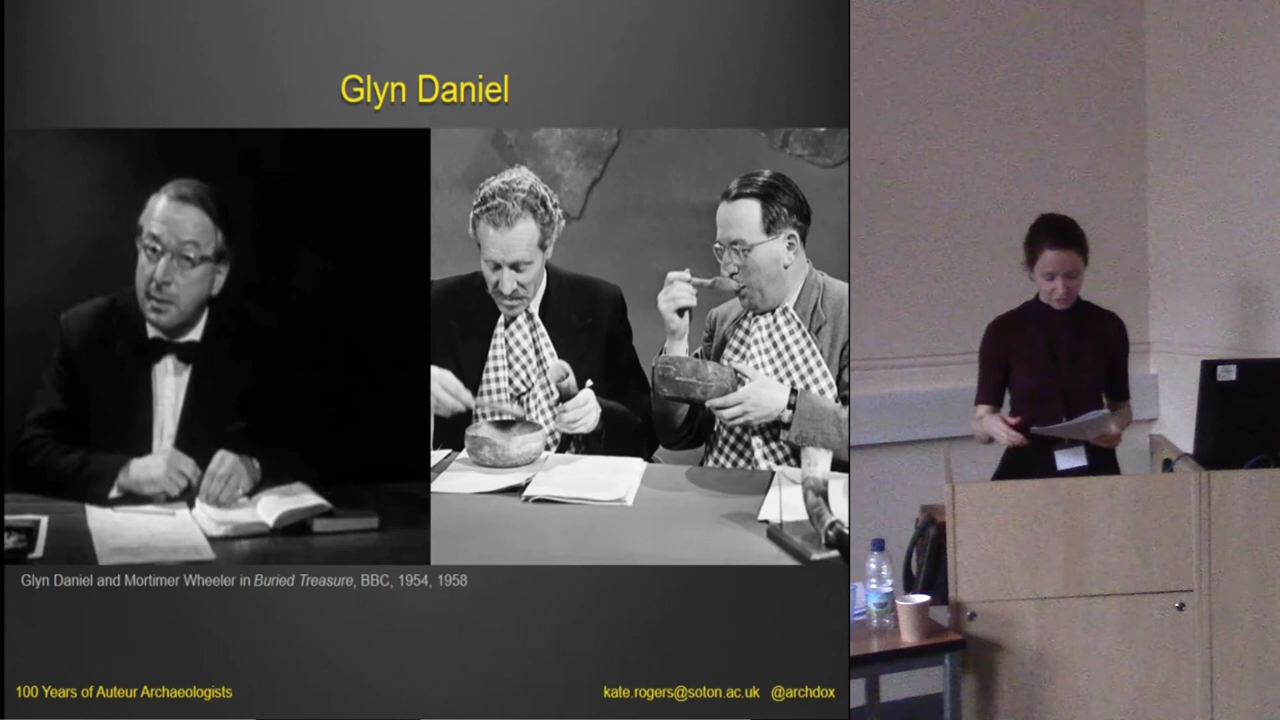 Glyn Daniel
Glyn Daniel and Mortimer Wheeler in Buried Treasure, BBC, 1954, 1958
100 Years of Auteur Archaeologists
kate.rogers@soton.ac.uk @archdox